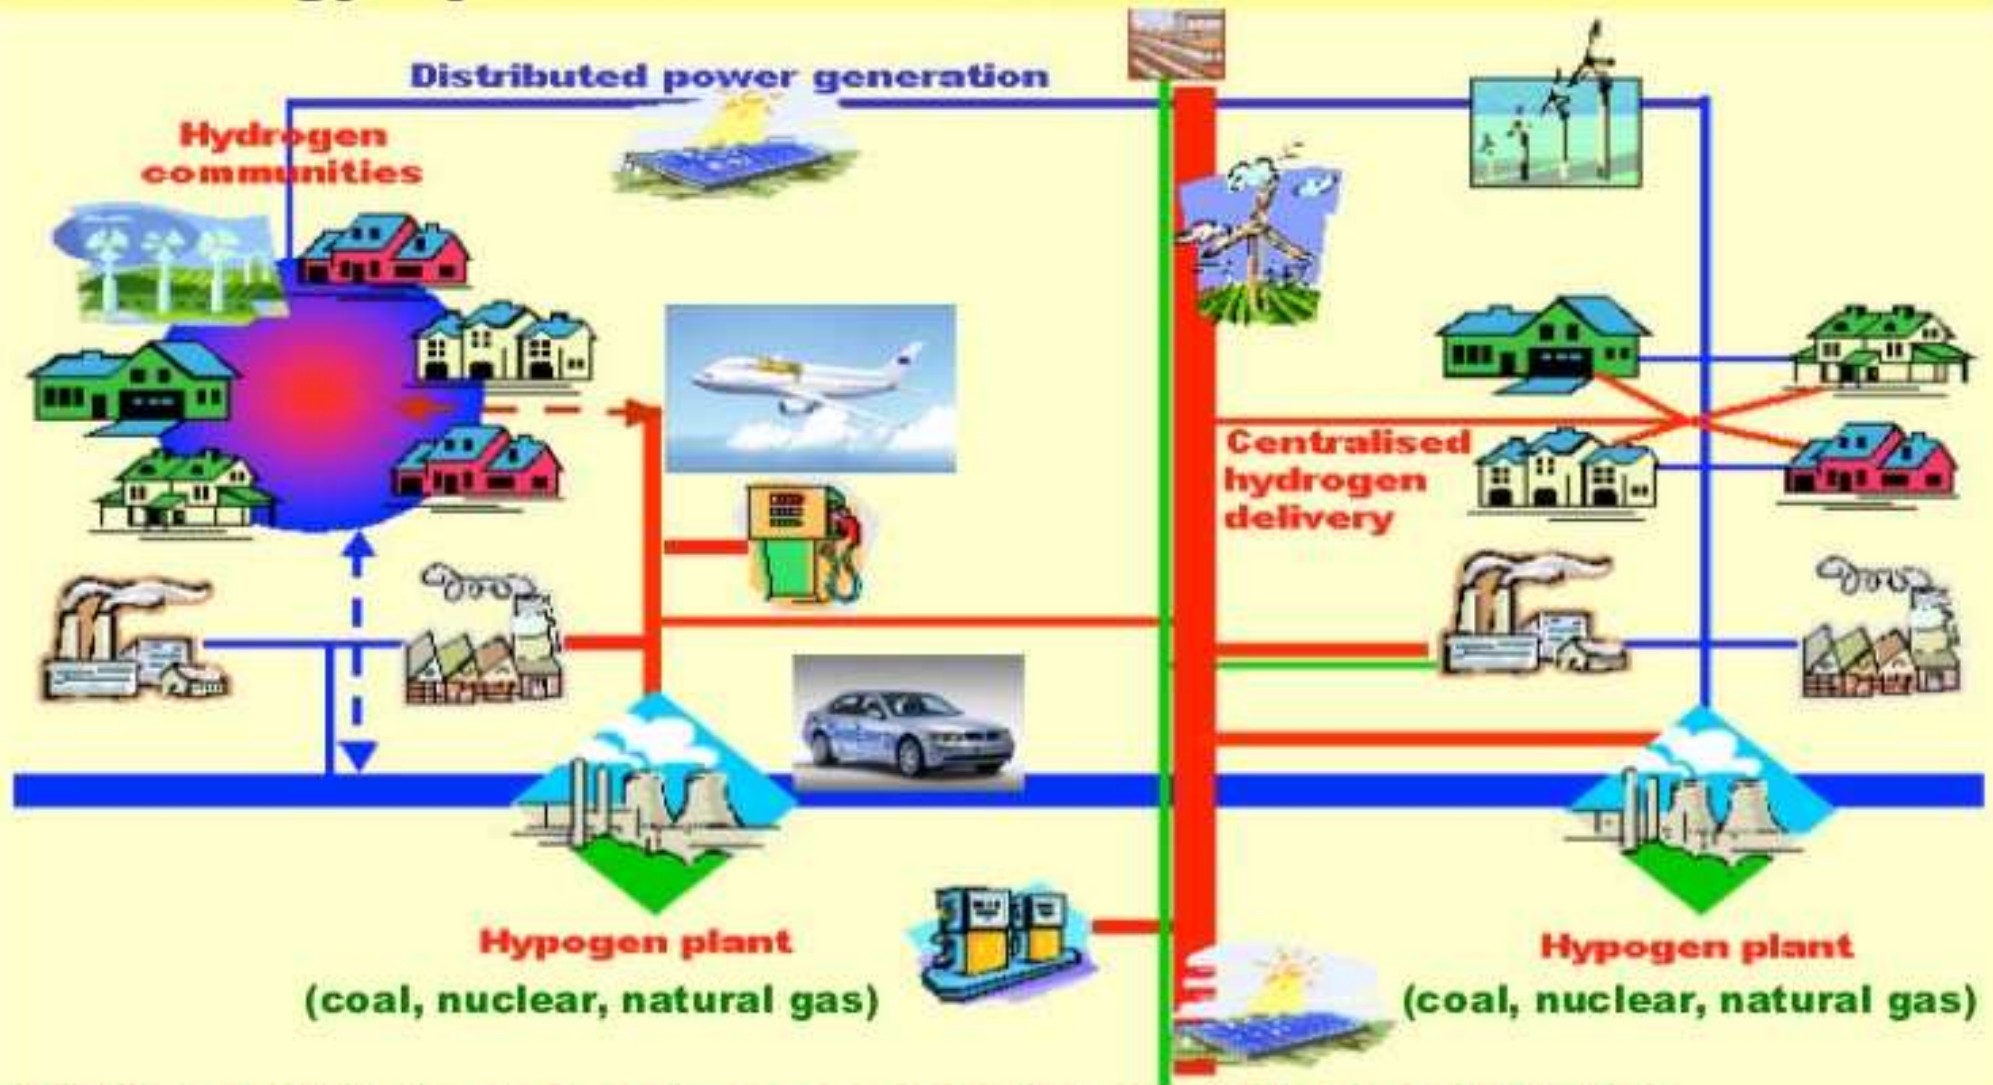 Distributed power generation
Hydrogen
communities
Centralised
hydrogen
delivery
Hypogen plant
(coal, nuclear, natural gas)
Hypogen plant
(coal, nuclear, natural gas)